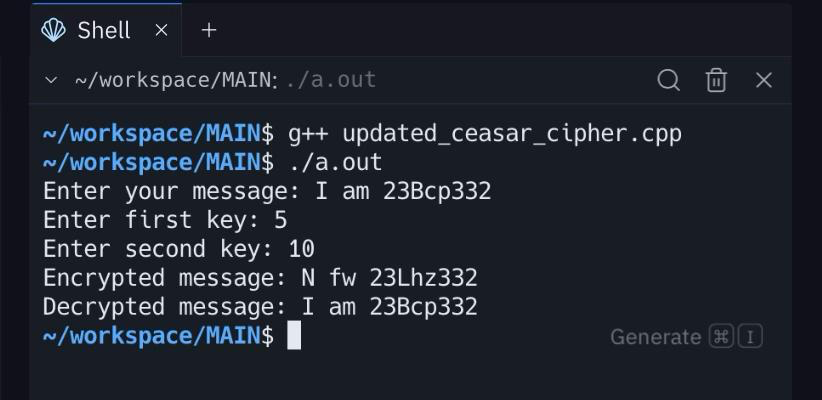 Shell × +
~/workspace/MAIN: ./a.out
~/workspace/MAIN$ g++ updated_ceasar_cipher.cpp
~/workspace/MAIN$ ./a.out
Enter your message: I am 23Bcp332
Enter first key: 5
Enter second key: 10
Encrypted message: N fw 23Lhz332
Decrypted message: I am 23Bcp332
~/workspace/MAIN$
Generate ⌘ I